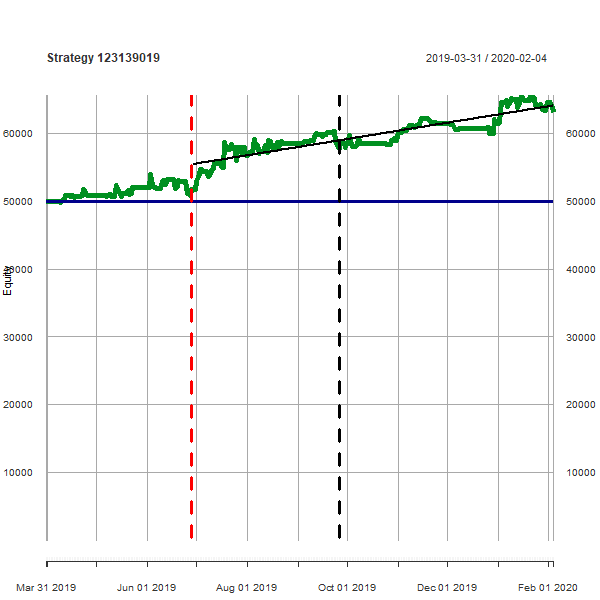 Strategy 123139019
2019-03-31 / 2020-02-04
60000
60000
50000
50000
Equity
40000
40000
30000
30000
20000
20000
10000
10000
Mar 31 2019
Jun 01 2019
Aug 01 2019
Oct 01 2019
Dec 01 2019
Feb 01 2020